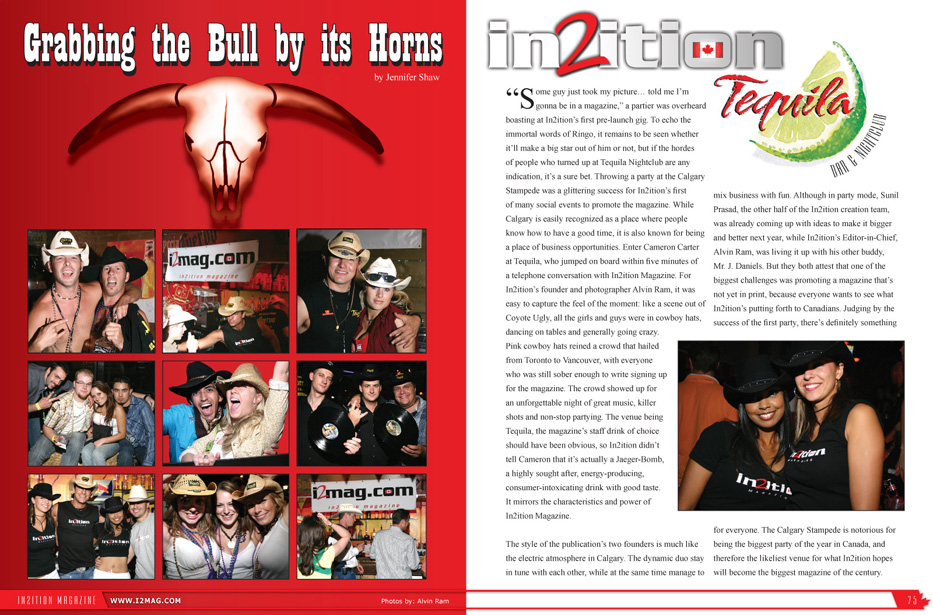 Grabbing the Bull by its Horns
by Jennifer Shaw
i2mag.com
in2ition magazine
in2ition
i2mag.com
in2ition magazine
IN2ITION MAGAZINE
WWW.I2MAG.COM
Photos by: Alvin Ram
in2ition
Tequila
BAR & NIGHTCLUB
“Some guy just took my picture… told me I’m
gonna be in a magazine,” a partier was overheard
boasting at In2ition’s first pre-launch gig. To echo the
immortal words of Ringo, it remains to be seen whether
it’ll make a big star out of him or not, but if the hordes
of people who turned up at Tequila Nightclub are any
indication, it’s a sure bet. Throwing a party at the Calgary
Stampede was a glittering success for In2ition’s first
of many social events to promote the magazine. While
Calgary is easily recognized as a place where people
know how to have a good time, it is also known for being
a place of business opportunities. Enter Cameron Carter
at Tequila, who jumped on board within five minutes of
a telephone conversation with In2ition Magazine. For
In2ition’s founder and photographer Alvin Ram, it was
easy to capture the feel of the moment: like a scene out of
Coyote Ugly, all the girls and guys were in cowboy hats,
dancing on tables and generally going crazy.
Pink cowboy hats reined a crowd that hailed
from Toronto to Vancouver, with everyone
who was still sober enough to write signing up
for the magazine. The crowd showed up for
an unforgettable night of great music, killer
shots and non-stop partying. The venue being
Tequila, the magazine’s staff drink of choice
should have been obvious, so In2ition didn’t
tell Cameron that it’s actually a Jaeger-Bomb,
a highly sought after, energy-producing,
consumer-intoxicating drink with good taste.
It mirrors the characteristics and power of
In2ition Magazine.
The style of the publication’s two founders is much like
the electric atmosphere in Calgary. The dynamic duo stay
in tune with each other, while at the same time manage to
mix business with fun. Although in party mode, Sunil
Prasad, the other half of the In2ition creation team,
was already coming up with ideas to make it bigger
and better next year, while In2ition’s Editor-in-Chief,
Alvin Ram, was living it up with his other buddy,
Mr. J. Daniels. But they both attest that one of the
biggest challenges was promoting a magazine that’s
not yet in print, because everyone wants to see what
In2ition’s putting forth to Canadians. Judging by the
success of the first party, there’s definitely something
in2ition
for everyone. The Calgary Stampede is notorious for
being the biggest party of the year in Canada, and
therefore the likeliest venue for what In2ition hopes
will become the biggest magazine of the century.
75